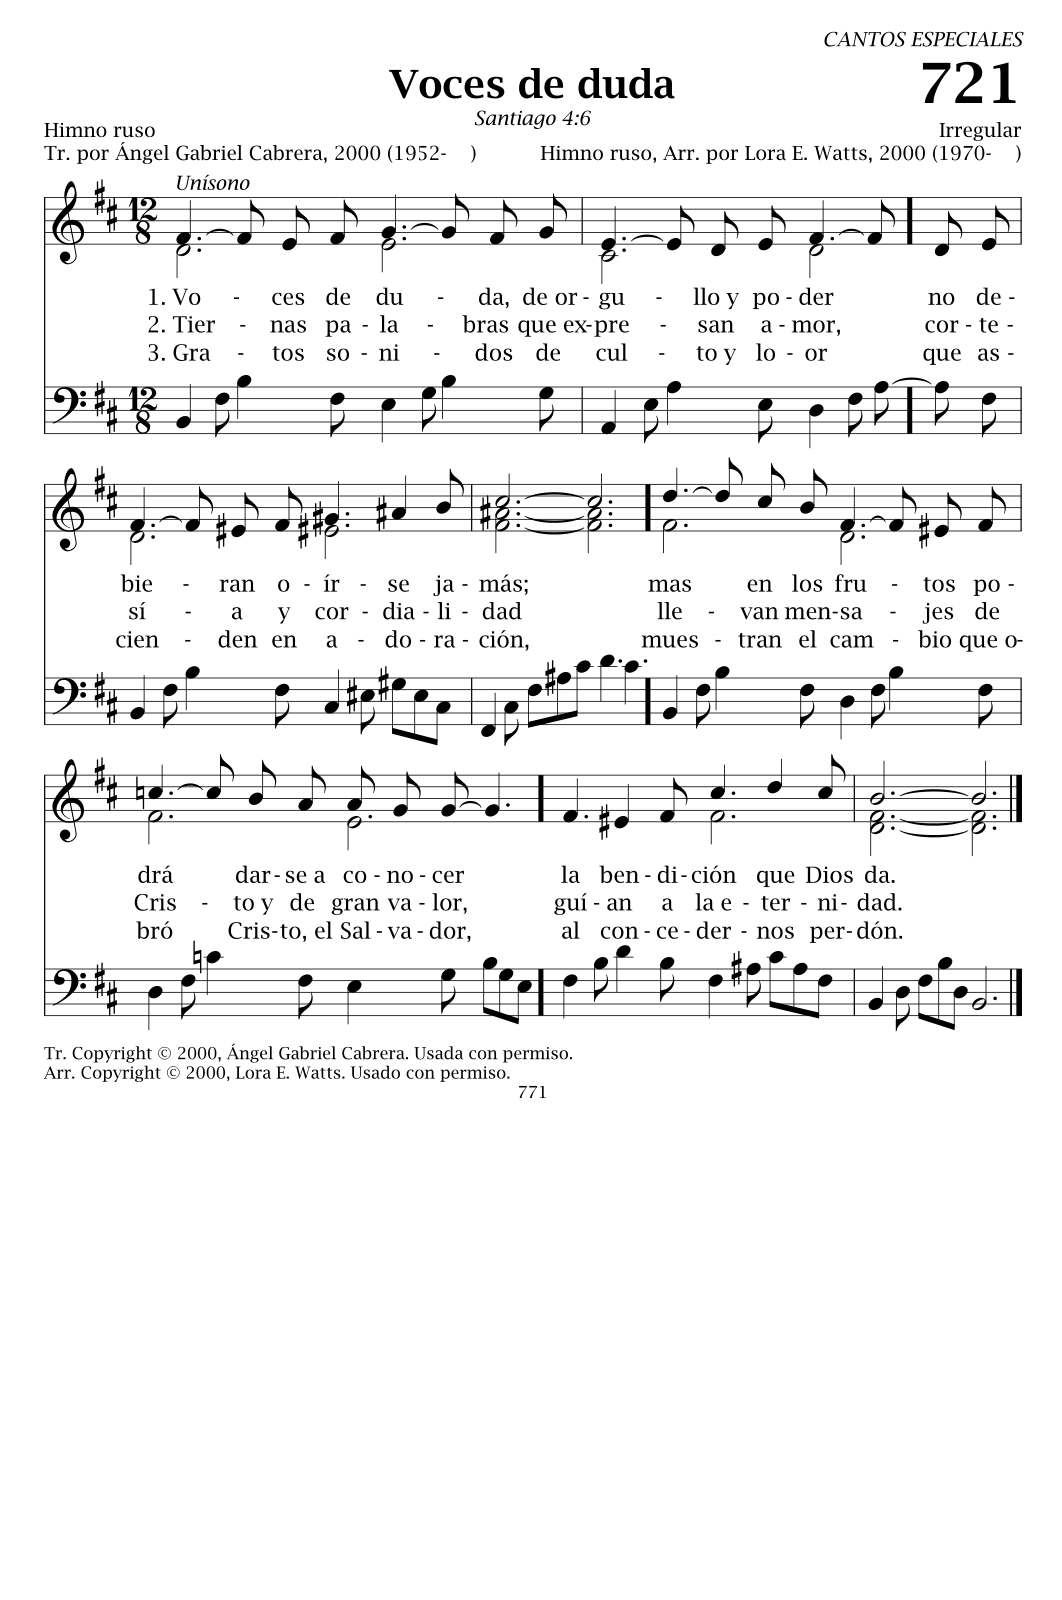 CANTOS ESPECIALES
721
Voces de duda
Santiago 4:6
Himno ruso Irregular
Tr. por Ángel Gabriel Cabrera, 2000 (1952- ) Himno ruso, Arr. por Lora E. Watts, 2000 (1970- )
Unísono
1. Vo - ces de du - da, de or - gu - llo y po - der no de -
2. Tier - nas pa - la - bras que ex - pre - san a - mor, cor - te -
3. Gra - tos so - ni - dos de cul - to y lo - or que as -
bie - ran o - ír - se ja - más; mas en los fru - tos po -
sí - a y cor - dia - li - dad lle - van men - sa - jes de
cien - den en a - do - ra - ción, mues - tran el cam - bio que o -
drá dar - se a co - no - cer la ben - di - ción que Dios da.
Cris - to y de gran va - lor, guí - an a la e - ter - ni - dad.
bró Cris - to, el Sal - va - dor, al con - ce - der - nos per - dón.
Tr. Copyright © 2000, Ángel Gabriel Cabrera. Usada con permiso.
Arr. Copyright © 2000, Lora E. Watts. Usado con permiso.
771